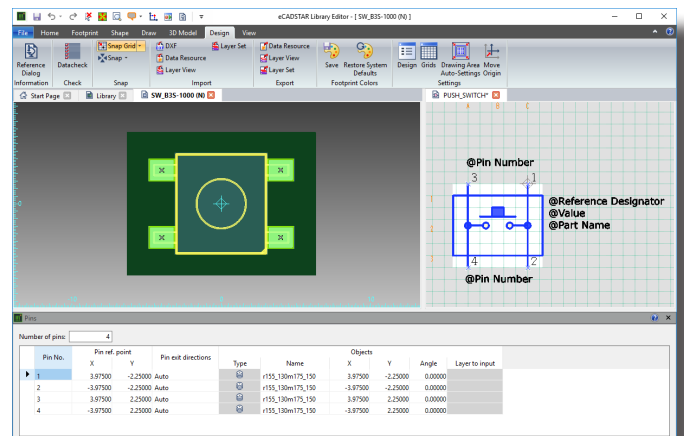 eCADSTAR Library Editor - [ SW_B3S-1000 (N) ]
File Home Footprint Shape Draw 3D Model Design View
Reference Dialog
Datacheck
Snap Grid
Snap
DXF
Data Resource
Layer View
Layer Set
Data Resource
Layer View
Layer Set
Save
Restore System Defaults
Design
Grids
Drawing Area Auto-Settings
Move Origin
Information Check Snap Import Export Footprint Colors Settings
Start Page Library SW_B3S-1000 (N) PUSH_SWITCH*
@Pin Number
3 1
@Reference Designator
@Value
@Part Name
4 2
@Pin Number
Pins
Number of pins: 4
Pin No. Pin ref. point Pin exit directions Objects
X Y Type Name X Y Angle Layer to input
1 3.97500 -2.25000 Auto r155_130m175_150 3.97500 -2.25000 0.00000
2 -3.97500 -2.25000 Auto r155_130m175_150 -3.97500 -2.25000 0.00000
3 3.97500 2.25000 Auto r155_130m175_150 3.97500 2.25000 0.00000
4 -3.97500 2.25000 Auto r155_130m175_150 -3.97500 2.25000 0.00000